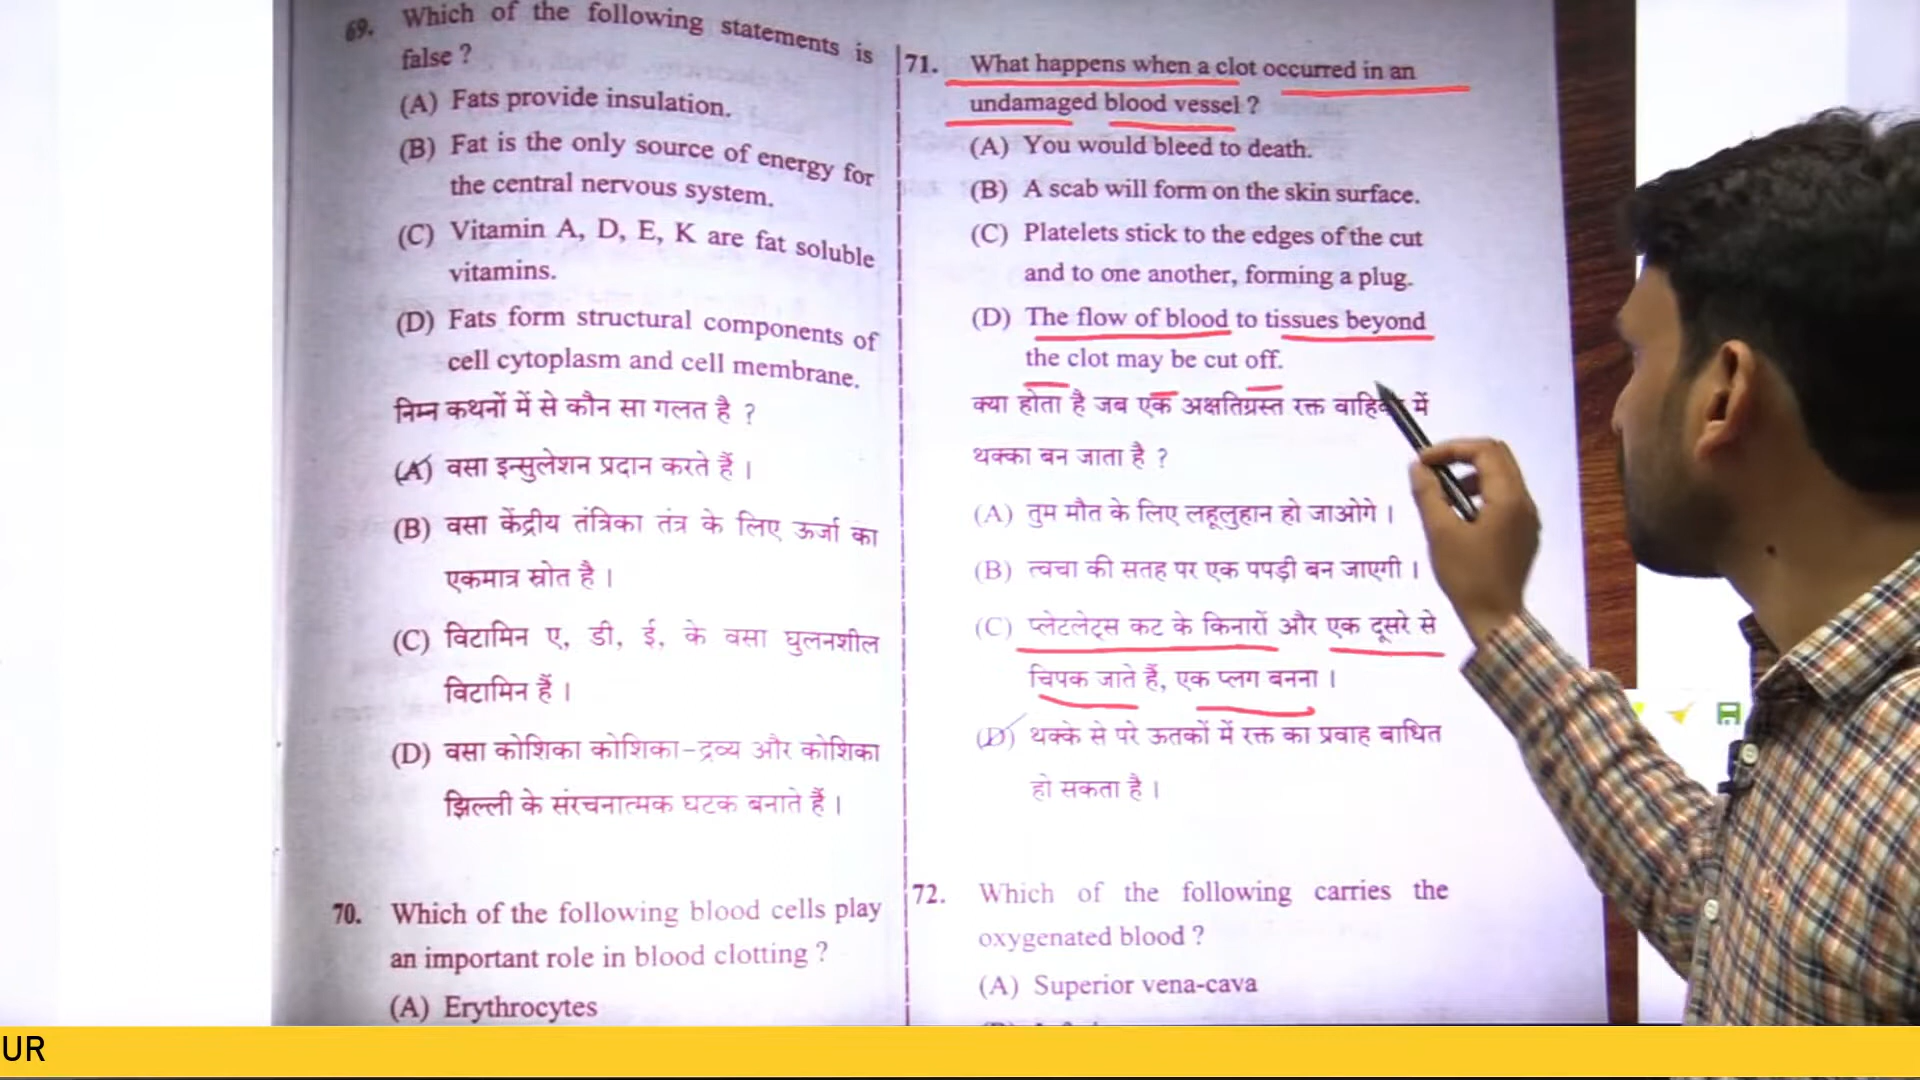 69. Which of the following statements is
false ?
(A) Fats provide insulation.
(B) Fat is the only source of energy for
the central nervous system.
(C) Vitamin A, D, E, K are fat soluble
vitamins.
(D) Fats form structural components of
cell cytoplasm and cell membrane.
निम्न कथनों में से कौन सा गलत है ?
(A) वसा इन्सुलेशन प्रदान करते हैं ।
(B) वसा केंद्रीय तंत्रिका तंत्र के लिए ऊर्जा का
एकमात्र स्रोत है ।
(C) विटामिन ए, डी, ई, के वसा घुलनशील
विटामिन हैं ।
(D) वसा कोशिका कोशिका-द्रव्य और कोशिका
झिल्ली के संरचनात्मक घटक बनाते हैं ।
70. Which of the following blood cells play
an important role in blood clotting ?
(A) Erythrocytes
71. What happens when a clot occurred in an
undamaged blood vessel ?
(A) You would bleed to death.
(B) A scab will form on the skin surface.
(C) Platelets stick to the edges of the cut
and to one another, forming a plug.
(D) The flow of blood to tissues beyond
the clot may be cut off.
क्या होता है जब एक अक्षतिग्रस्त रक्त में
थक्का बन जाता है ?
(A) तुम मौत के लिए लहूलुहान हो जाओगे ।
(B) त्वचा की सतह पर एक पपड़ी बन जाएगी ।
(C) प्लेटलेट्स कट के किनारों और एक दूसरे से
चिपक जाते हैं, एक प्लग बनना ।
(D) थक्के से परे ऊतकों में रक्त का प्रवाह बाधित
हो सकता है ।
72. Which of the following carries the
oxygenated blood ?
(A) Superior vena-cava
UR